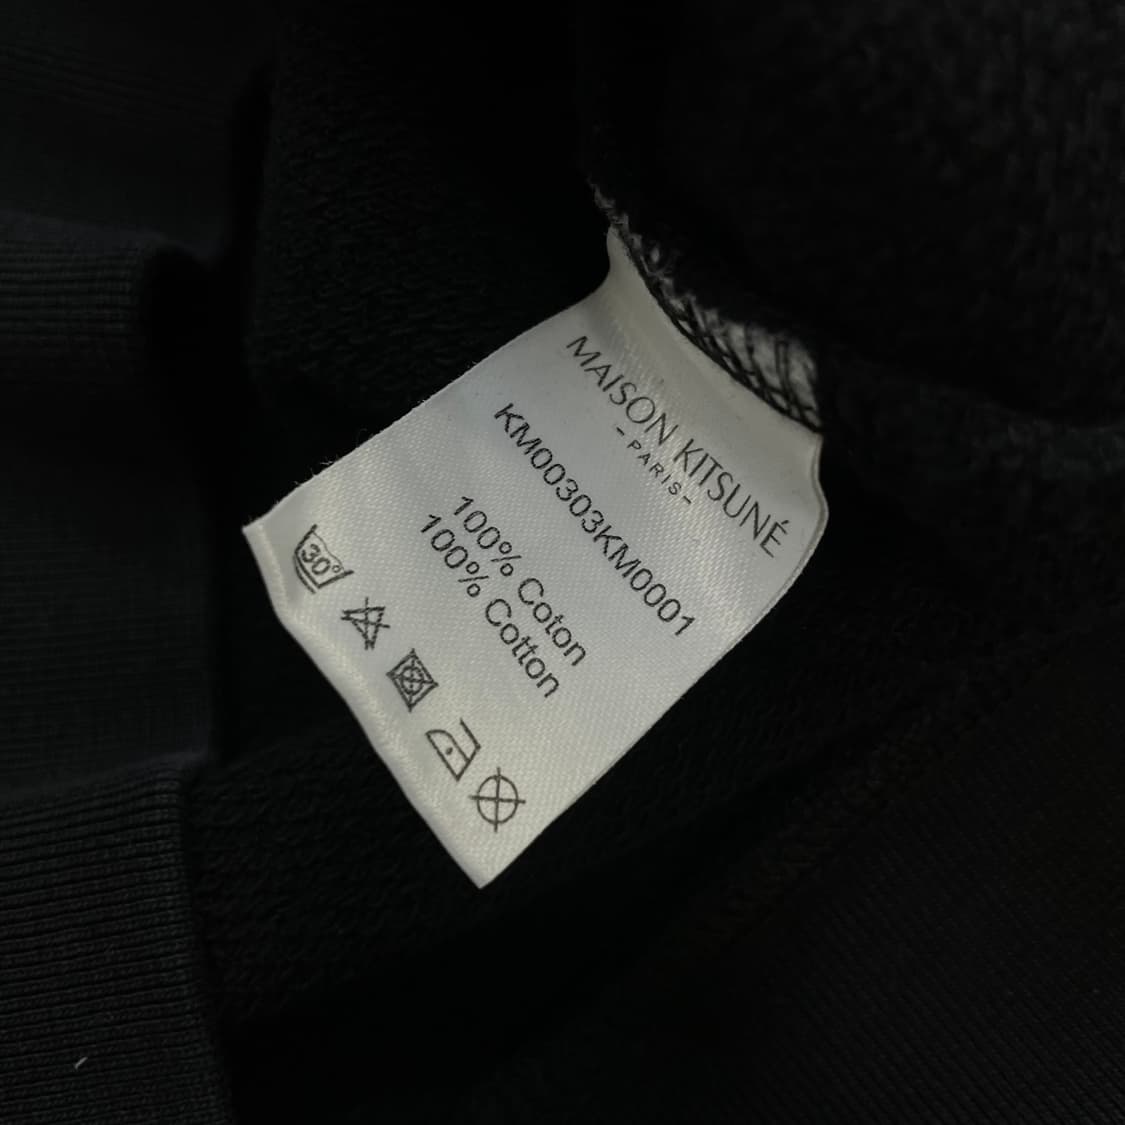 MAISON KITSUNÉ
-PARIS-
KM00303KM0001
100% Coton
100% Cotton
30°